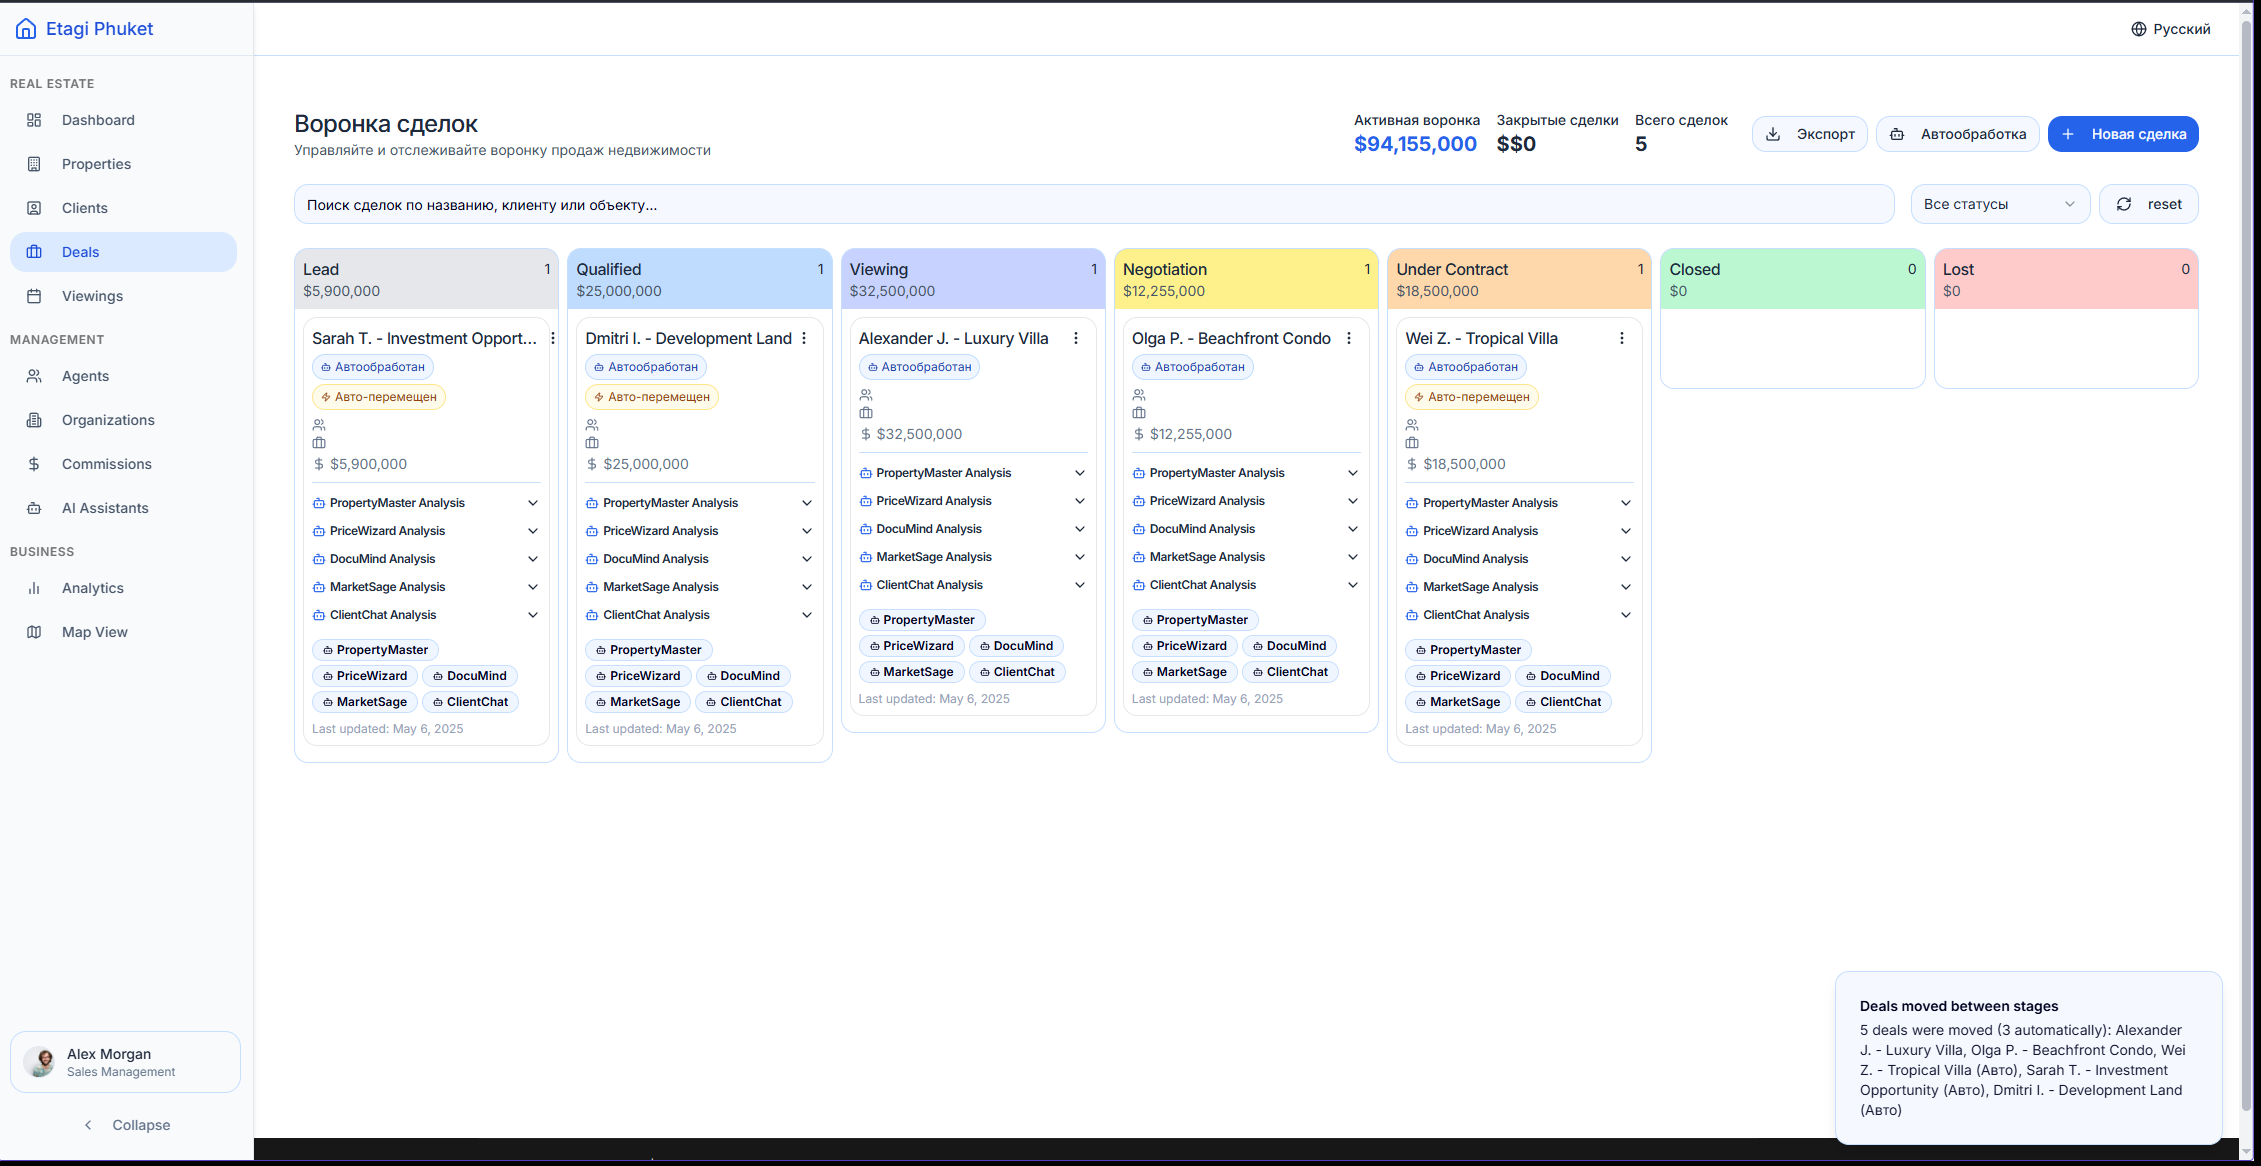 Etagi Phuket
Русский
REAL ESTATE
Dashboard
Properties
Clients
Deals
Viewings
MANAGEMENT
Agents
Organizations
Commissions
AI Assistants
BUSINESS
Analytics
Map View
Alex Morgan
Sales Management
Collapse
Воронка сделок
Управляйте и отслеживайте воронку продаж недвижимости
Активная воронка
$94,155,000
Закрытые сделки
$$0
Всего сделок
5
Экспорт
Автообработка
Новая сделка
Поиск сделок по названию, клиенту или объекту...
Все статусы
reset
Lead 1
$5,900,000
Sarah T. - Investment Opport...
Автообработан
Авто-перемещен
$ $5,900,000
PropertyMaster Analysis
PriceWizard Analysis
DocuMind Analysis
MarketSage Analysis
ClientChat Analysis
PropertyMaster
PriceWizard DocuMind
MarketSage ClientChat
Last updated: May 6, 2025
Qualified 1
$25,000,000
Dmitri I. - Development Land
Автообработан
Авто-перемещен
$ $25,000,000
PropertyMaster Analysis
PriceWizard Analysis
DocuMind Analysis
MarketSage Analysis
ClientChat Analysis
PropertyMaster
PriceWizard DocuMind
MarketSage ClientChat
Last updated: May 6, 2025
Viewing 1
$32,500,000
Alexander J. - Luxury Villa
Автообработан
$ $32,500,000
PropertyMaster Analysis
PriceWizard Analysis
DocuMind Analysis
MarketSage Analysis
ClientChat Analysis
PropertyMaster
PriceWizard DocuMind
MarketSage ClientChat
Last updated: May 6, 2025
Negotiation 1
$12,255,000
Olga P. - Beachfront Condo
Автообработан
$ $12,255,000
PropertyMaster Analysis
PriceWizard Analysis
DocuMind Analysis
MarketSage Analysis
ClientChat Analysis
PropertyMaster
PriceWizard DocuMind
MarketSage ClientChat
Last updated: May 6, 2025
Under Contract 1
$18,500,000
Wei Z. - Tropical Villa
Автообработан
Авто-перемещен
$ $18,500,000
PropertyMaster Analysis
PriceWizard Analysis
DocuMind Analysis
MarketSage Analysis
ClientChat Analysis
PropertyMaster
PriceWizard DocuMind
MarketSage ClientChat
Last updated: May 6, 2025
Closed 0
$0
Lost 0
$0
Deals moved between stages
5 deals were moved (3 automatically): Alexander
J. - Luxury Villa, Olga P. - Beachfront Condo, Wei
Z. - Tropical Villa (Авто), Sarah T. - Investment
Opportunity (Авто), Dmitri I. - Development Land
(Авто)